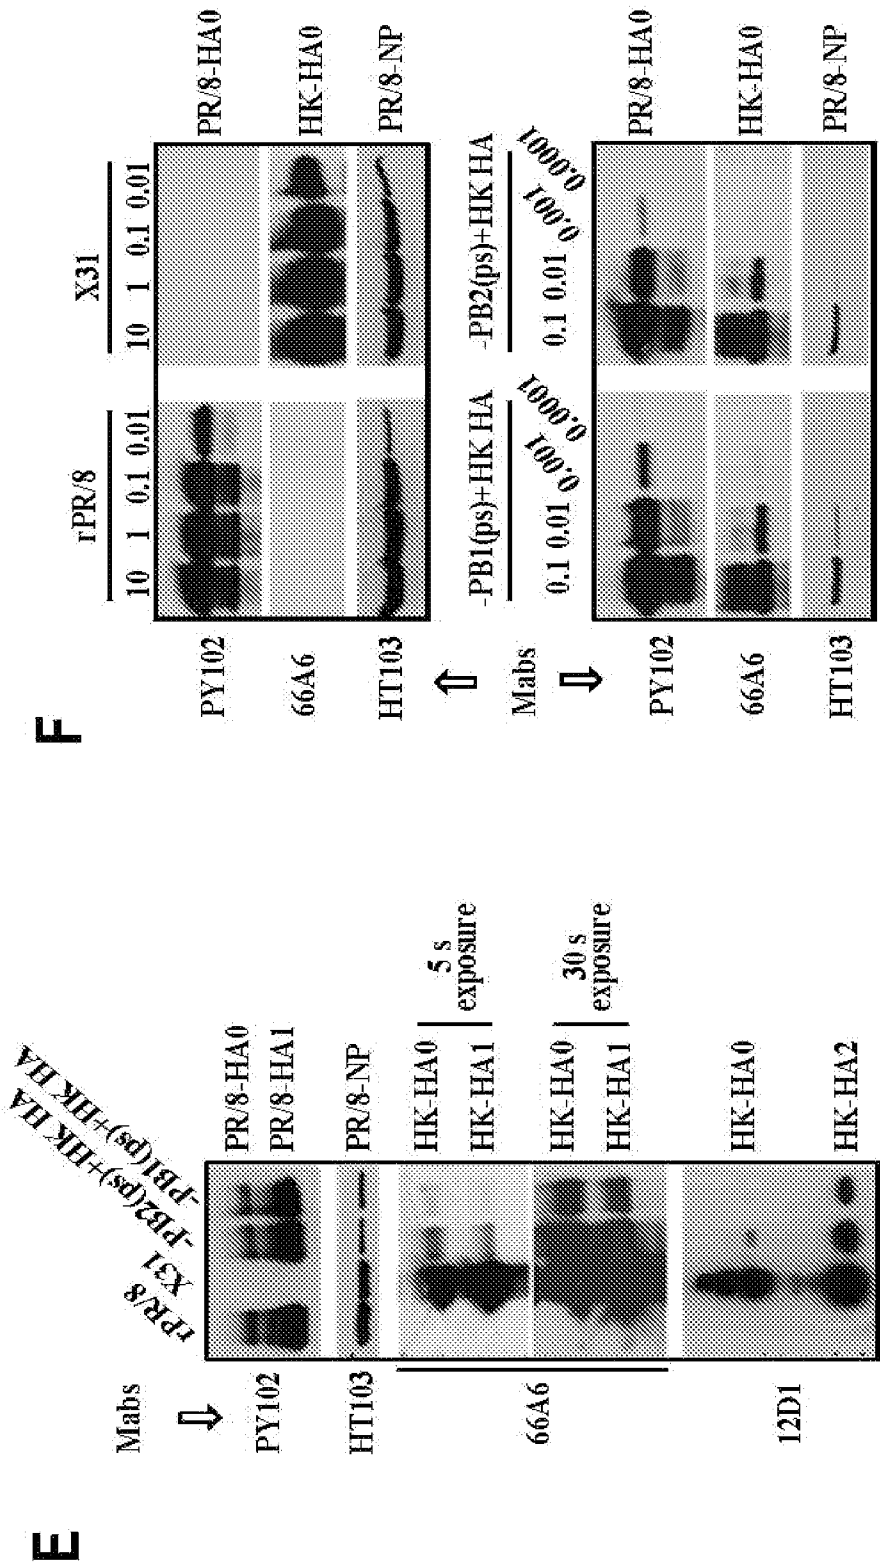 E
Mabs
rPR/8
X31
-PB2(ps)+HK HA
-PB1(ps)+HK HA
PY102
PR/8-HA0
PR/8-HA1
HT103
PR/8-NP
66A6
HK-HA0
HK-HA1
5 s
exposure
HK-HA0
HK-HA1
30 s
exposure
12D1
HK-HA0
HK-HA2
F
rPR/8
X31
10 1 0.1 0.01
10 1 0.1 0.01
PY102
PR/8-HA0
66A6
HK-HA0
HT103
PR/8-NP
Mabs
-PB1(ps)+HK HA
-PB2(ps)+HK HA
0.1 0.01 0.001 0.0001
0.1 0.01 0.001 0.0001
PY102
PR/8-HA0
66A6
HK-HA0
HT103
PR/8-NP